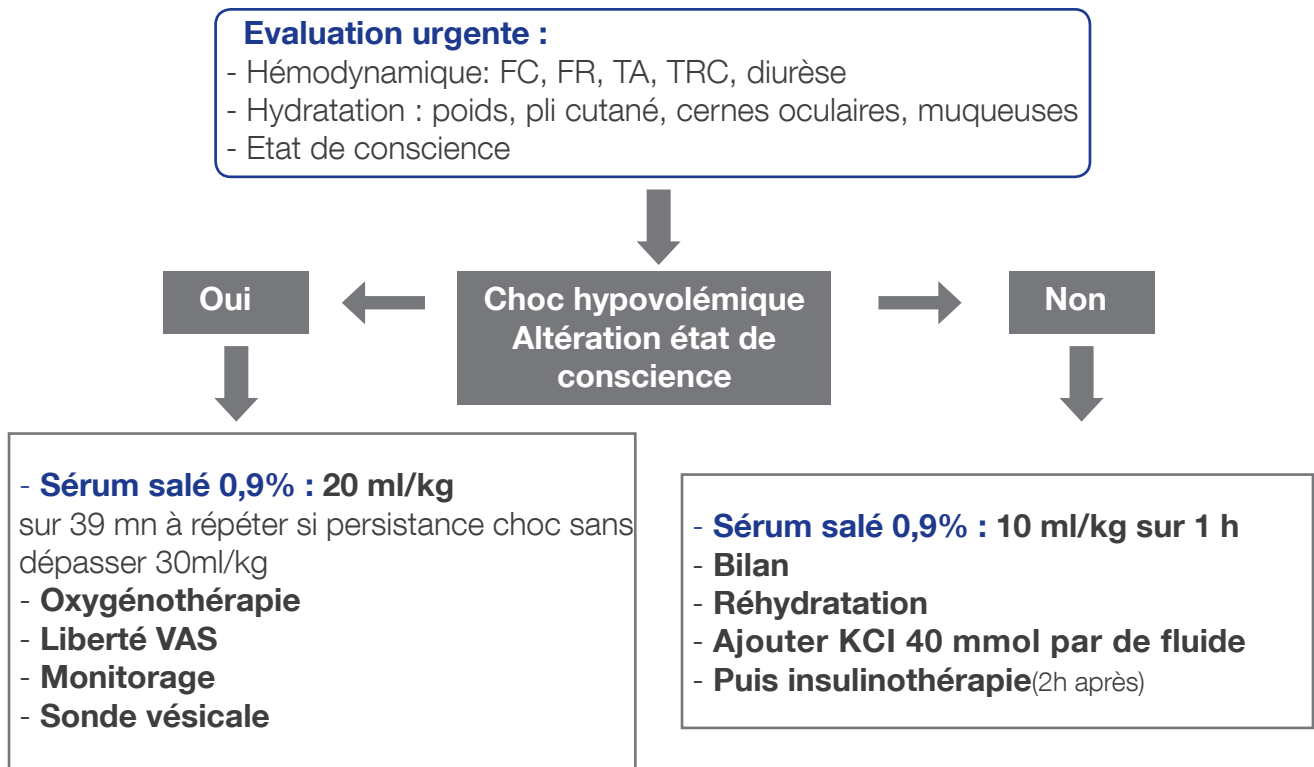 Evaluation urgente :
- Hémodynamique: FC, FR, TA, TRC, diurèse
- Hydratation : poids, pli cutané, cernes oculaires, muqueuses
- Etat de conscience
Oui
Choc hypovolémique
Altération état de
conscience
Non
- Sérum salé 0,9% : 20 ml/kg
sur 39 mn à répéter si persistance choc sans
dépasser 30ml/kg
- Oxygénothérapie
- Liberté VAS
- Monitorage
- Sonde vésicale
- Sérum salé 0,9% : 10 ml/kg sur 1 h
- Bilan
- Réhydratation
- Ajouter KCl 40 mmol par de fluide
- Puis insulinothérapie(2h après)